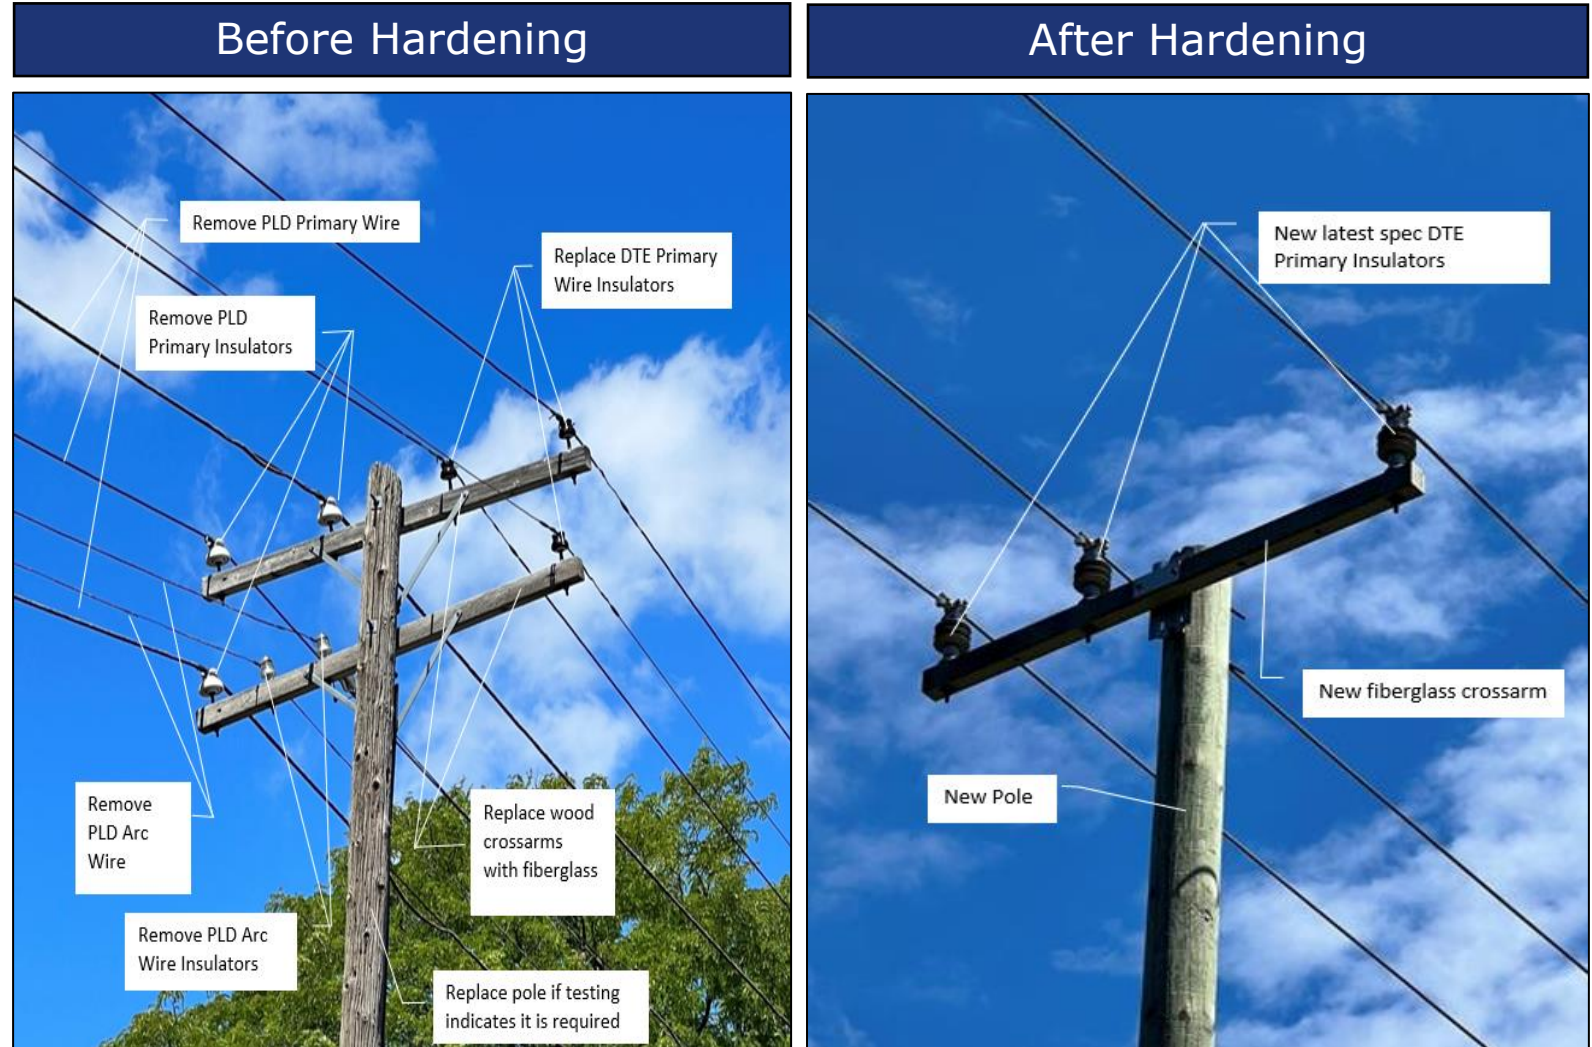 Before Hardening
After Hardening
Remove PLD Primary Wire
Replace DTE Primary
Wire Insulators
Remove PLD
Primary Insulators
Remove
PLD Arc
Wire
Replace wood
crossarms
with fiberglass
Remove PLD Arc
Wire Insulators
Replace pole if testing
indicates it is required
New latest spec DTE
Primary Insulators
New fiberglass crossarm
New Pole